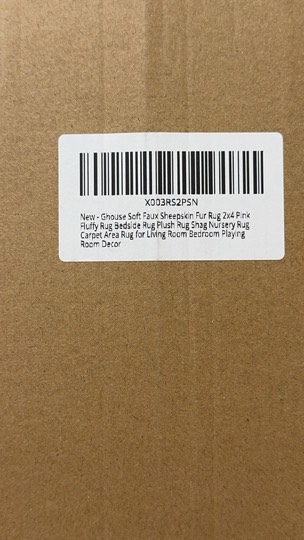 X003RS2PSN
New - Ghouse Soft Faux Sheepskin Fur Rug 2x4 Pink
Fluffy Rug Bedside Rug Plush Rug Shag Nursery Rug
Carpet Area Rug for Living Room Bedroom Playing
Room Decor